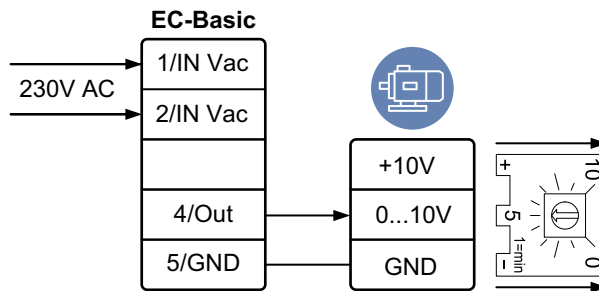 EC-Basic
230V AC
1/IN Vac
2/IN Vac
4/Out
5/GND
+10V
0...10V
GND
+ 5 -
1=min
10
0